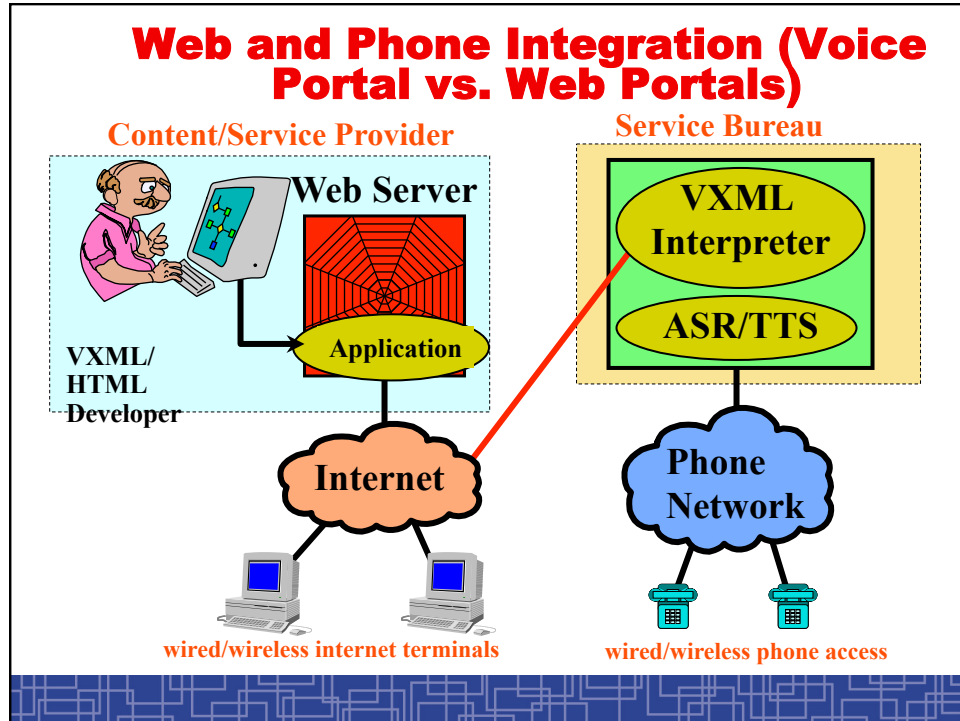 Web and Phone Integration (Voice
Portal vs. Web Portals)
Content/Service Provider
Service Bureau
Web Server
VXML
Interpreter
ASR/TTS
Application
VXML/
HTML
Developer
Internet
Phone
Network
wired/wireless internet terminals
wired/wireless phone access